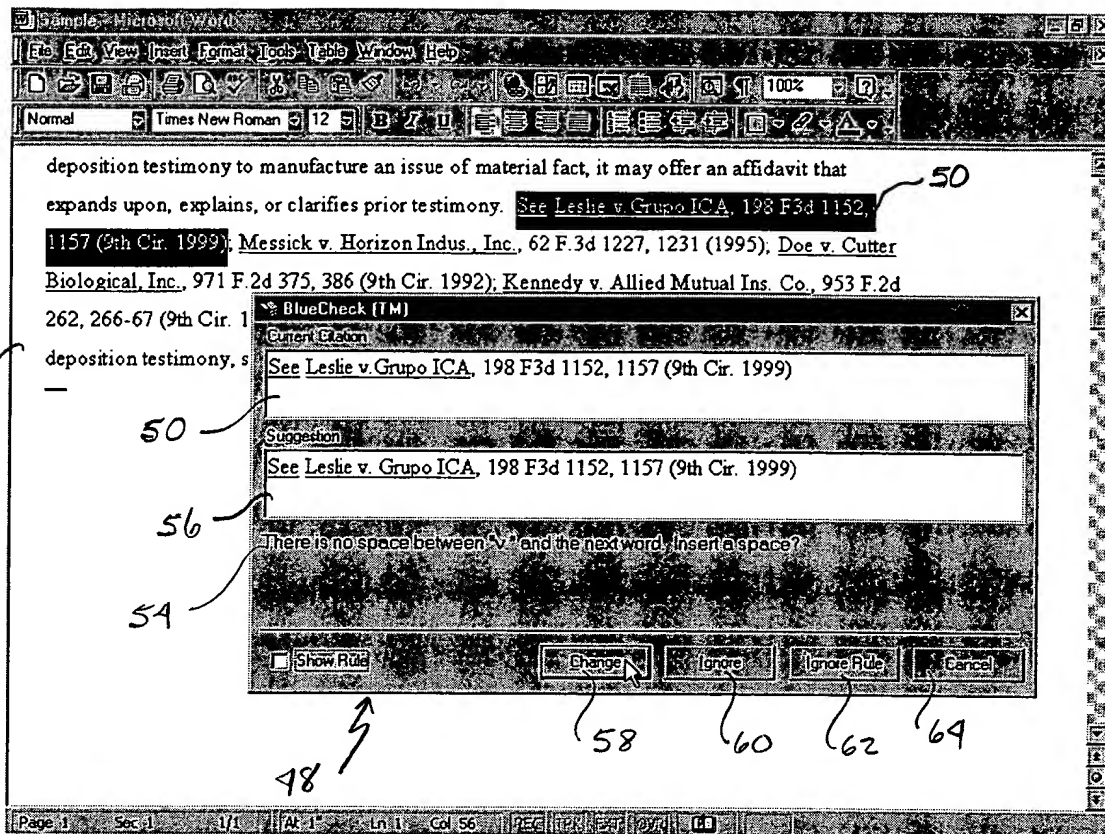 Sample - Microsoft Word
File Edit View Insert Format Tools Table Window Help
100%
Normal Times New Roman 12 B I U
deposition testimony to manufacture an issue of material fact, it may offer an affidavit that
50
expands upon, explains, or clarifies prior testimony. See Leslie v.Grupo ICA, 198 F3d 1152,
1157 (9th Cir. 1999); Messick v. Horizon Indus., Inc., 62 F.3d 1227, 1231 (1995); Doe v. Cutter
Biological, Inc., 971 F.2d 375, 386 (9th Cir. 1992); Kennedy v. Allied Mutual Ins. Co., 953 F.2d
262, 266-67 (9th Cir. 1
deposition testimony, s
BlueCheck (TM)
Current Citation
See Leslie v.Grupo ICA, 198 F3d 1152, 1157 (9th Cir. 1999)
50
Suggestion
See Leslie v. Grupo ICA, 198 F3d 1152, 1157 (9th Cir. 1999)
56
There is no space between "v." and the next word. Insert a space?
54
Show Rule Change Ignore Ignore Rule Cancel
48 58 60 62 64
Page 1 Sec 1 1/1 At 1" Ln 1 Col 56 REC TRK EXT OVR